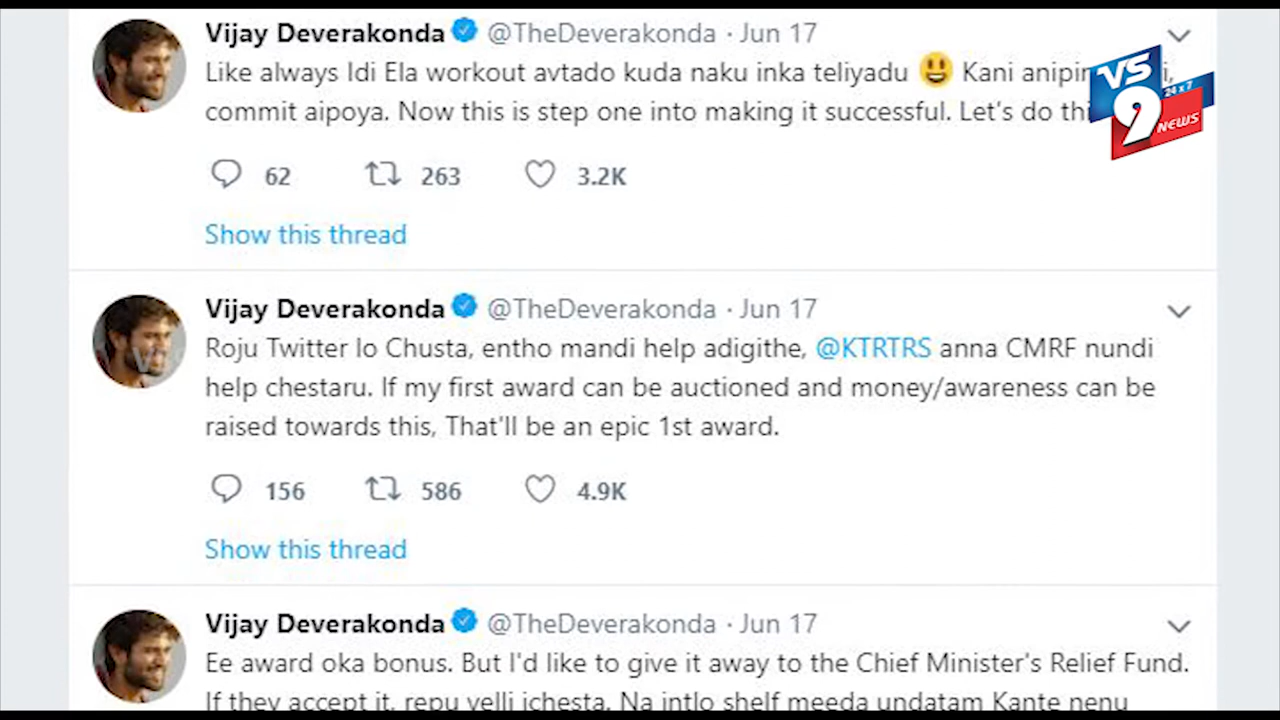 Vijay Deverakonda @TheDeverakonda · Jun 17
Like always Idi Ela workout avtado kuda naku inka teliyadu 😃 Kani
commit aipoya. Now this is step one into making it successful. Let's do
62 263 3.2K
Show this thread
Vijay Deverakonda @TheDeverakonda · Jun 17
Roju Twitter lo Chusta, entho mandi help adigithe, @KTRTRS anna CMRF nundi
help chestaru. If my first award can be auctioned and money/awareness can be
raised towards this, That'll be an epic 1st award.
156 586 4.9K
Show this thread
Vijay Deverakonda @TheDeverakonda · Jun 17
Ee award oka bonus. But I'd like to give it away to the Chief Minister's Relief Fund.
If they accept it, repu velli ichesta. Na intlo shelf meeda undatam Kante nenu
VS
24 x 7
9
NEWS